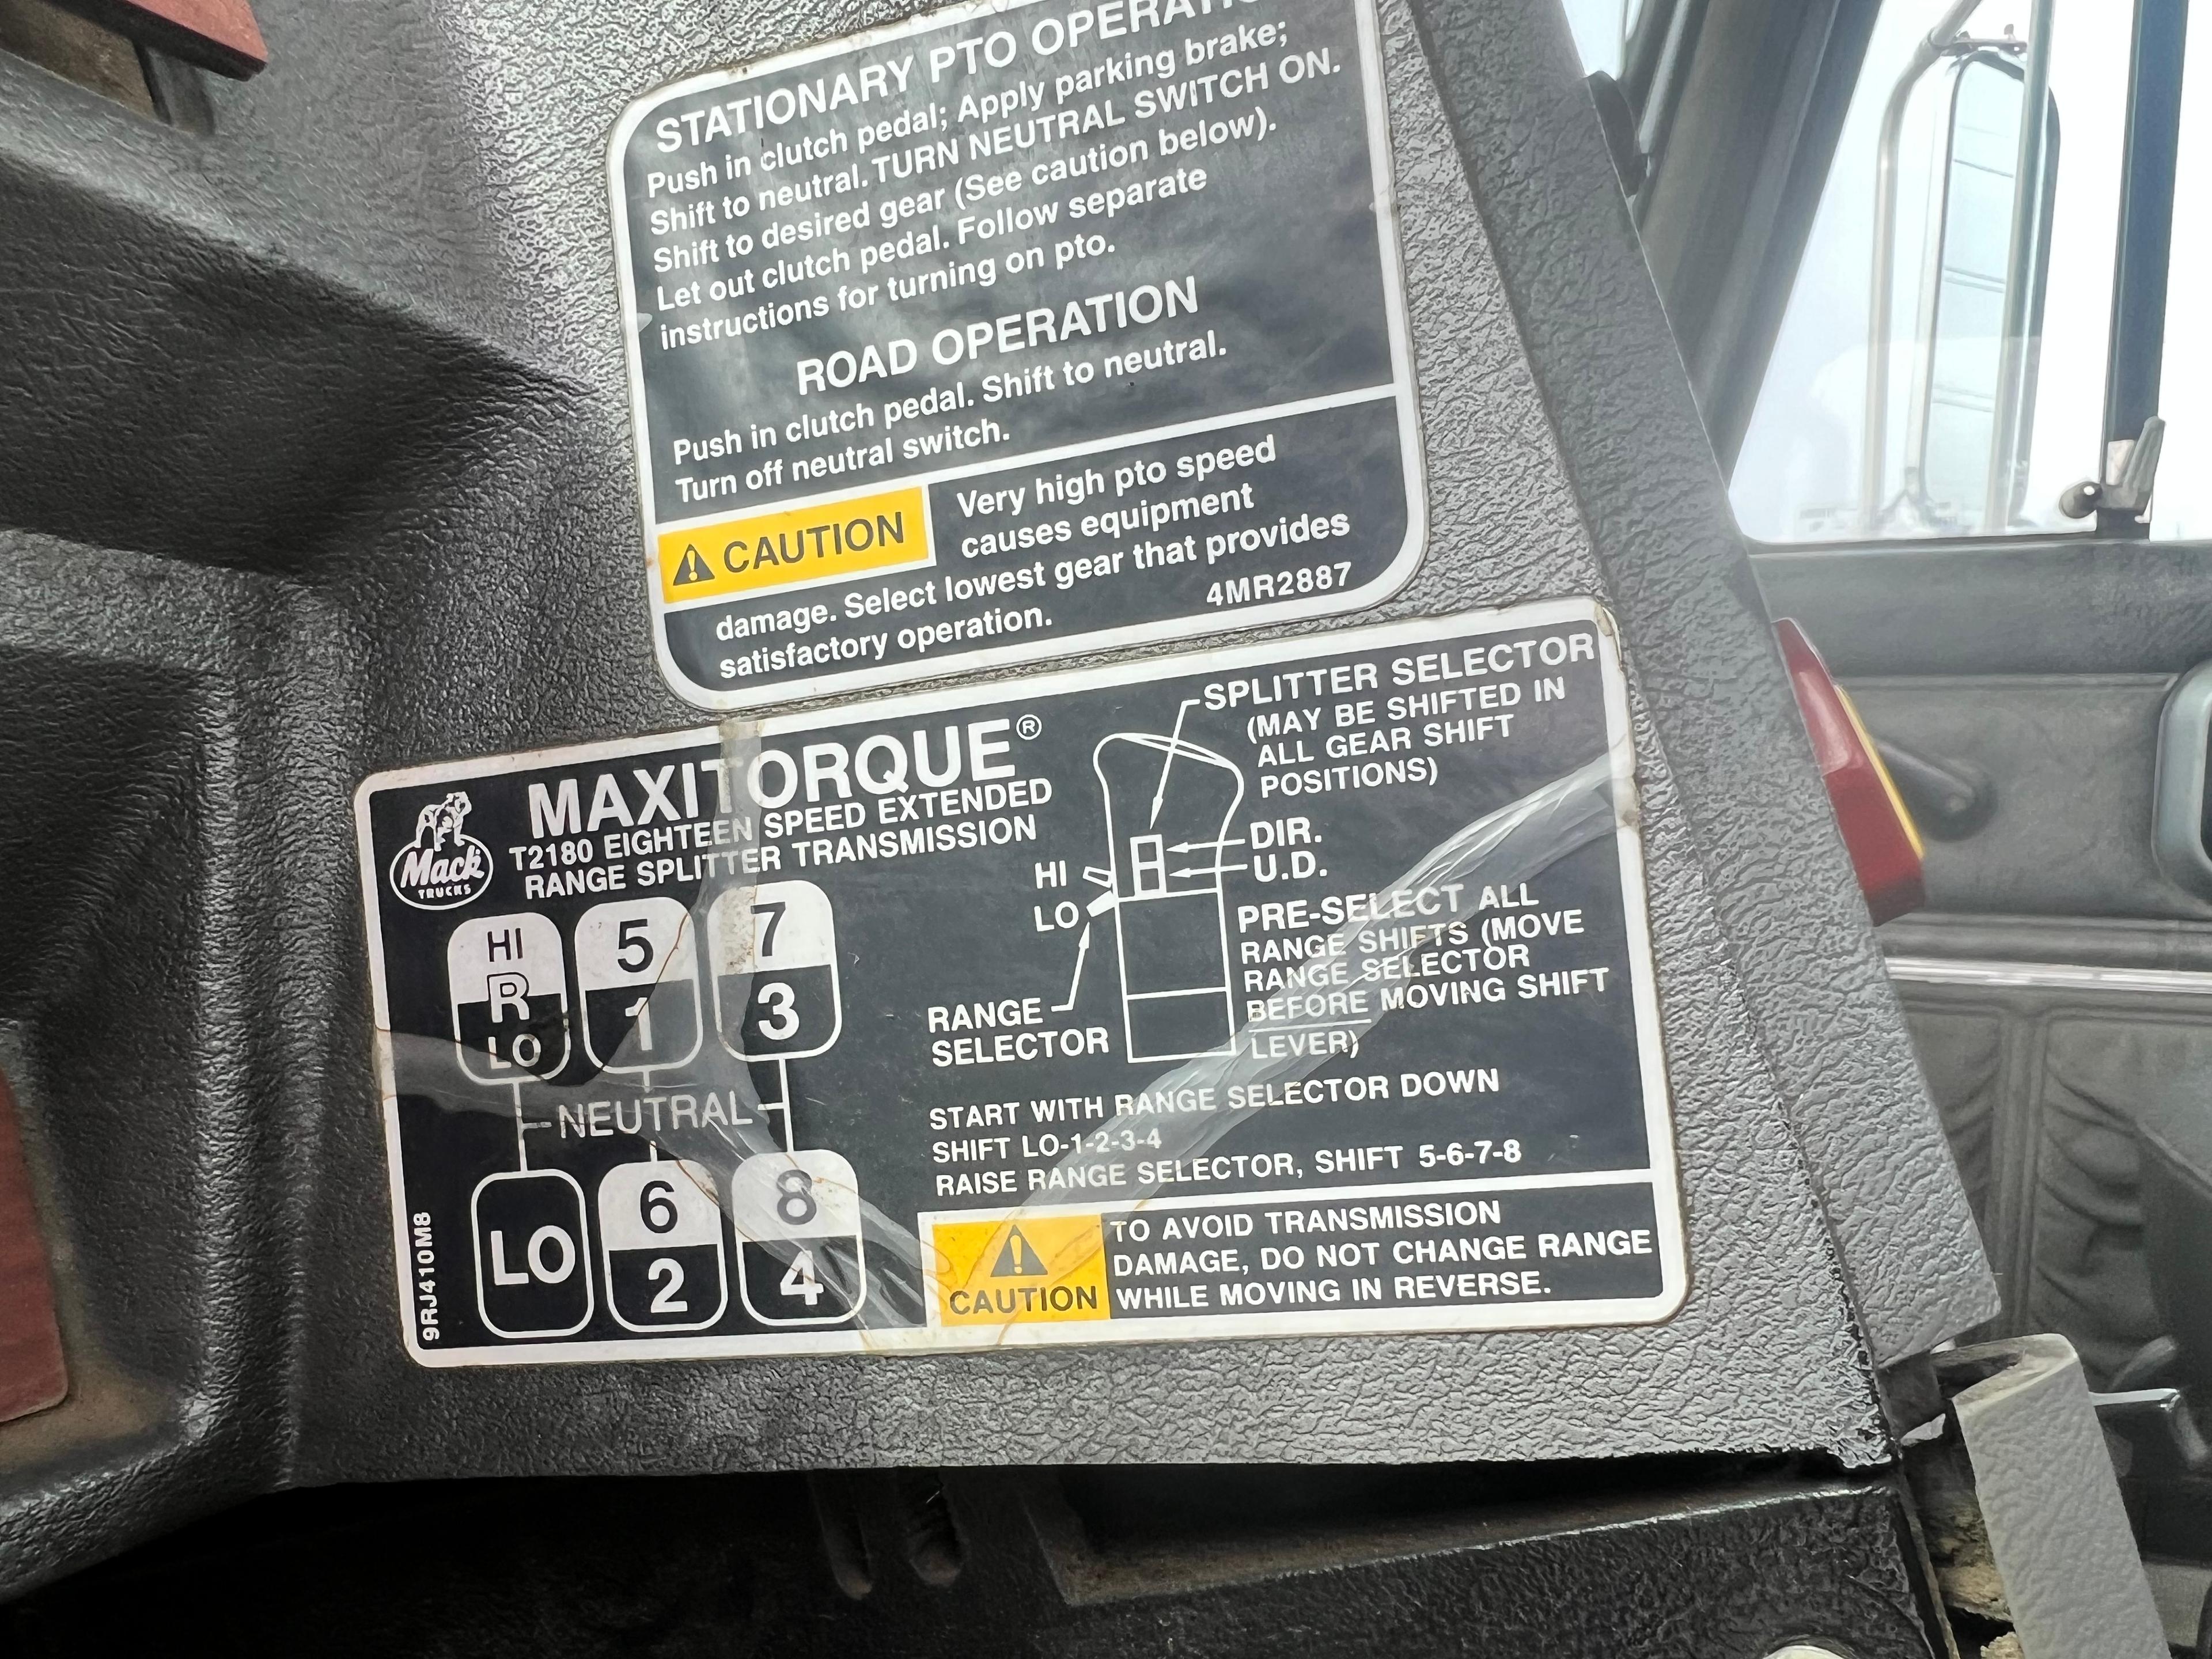 STATIONARY PTO
Push in clutch pedal; Apply parking brake;
Shift to neutral. TURN NEUTRAL SWITCH ON.
Shift to desired gear (See caution below).
Let out clutch pedal. Follow separate
instructions for turning on pto.
ROAD OPERATION
Push in clutch pedal. Shift to neutral.
Turn off neutral switch.
CAUTION
Very high pto speed
causes equipment
damage. Select lowest gear that provides
satisfactory operation.
4MR2887
Mack
TRUCKS
MAXITORQUE®
T2180 EIGHTEEN SPEED EXTENDED
RANGE SPLITTER TRANSMISSION
HI 5 7
R 1 3
LO
NEUTRAL
LO 6 8
2 4
9RJ410M8
SPLITTER SELECTOR
(MAY BE SHIFTED IN
ALL GEAR SHIFT
POSITIONS)
DIR.
U.D.
HI
LO
RANGE
SELECTOR
PRE-SELECT ALL
RANGE SHIFTS (MOVE
RANGE SELECTOR
BEFORE MOVING SHIFT
LEVER)
START WITH RANGE SELECTOR DOWN
SHIFT LO-1-2-3-4
RAISE RANGE SELECTOR, SHIFT 5-6-7-8
CAUTION
TO AVOID TRANSMISSION
DAMAGE, DO NOT CHANGE RANGE
WHILE MOVING IN REVERSE.